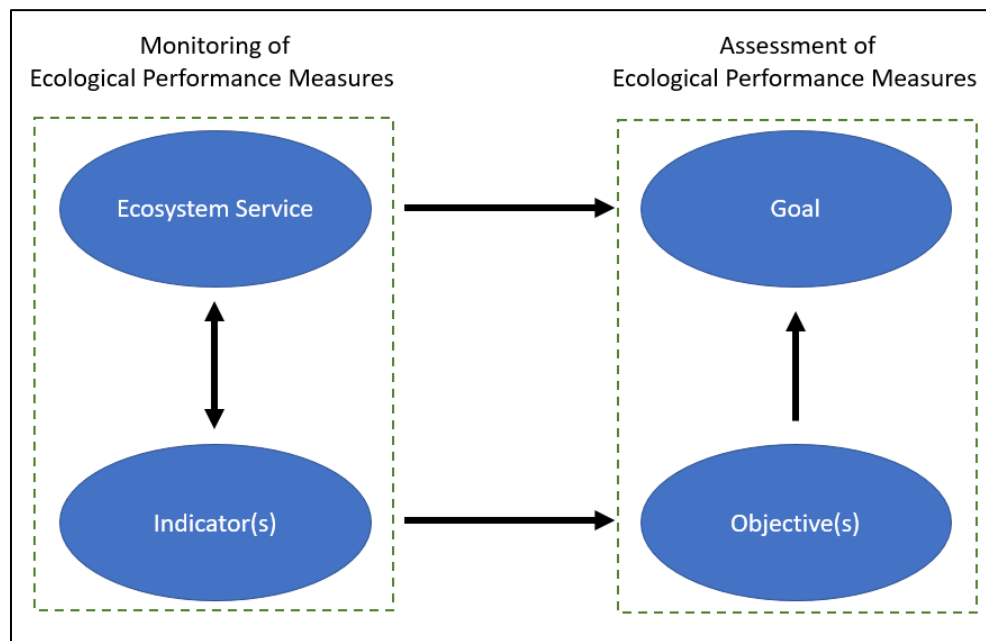 Monitoring of
Ecological Performance Measures
Assessment of
Ecological Performance Measures
Ecosystem Service
Goal
Indicator(s)
Objective(s)